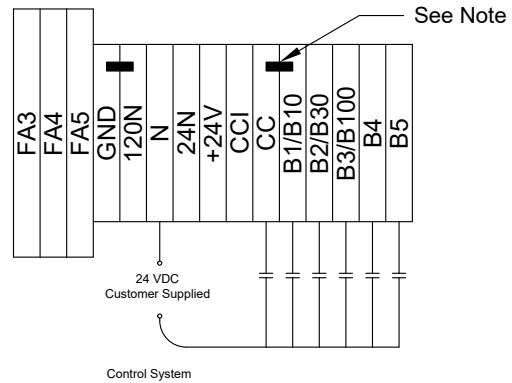 See Note
FA3
FA4
FA5
GND
120N
N
24N
+24V
CCI
CC
B1/B10
B2/B30
B3/B100
B4
B5
24 VDC
Customer Supplied
Control System